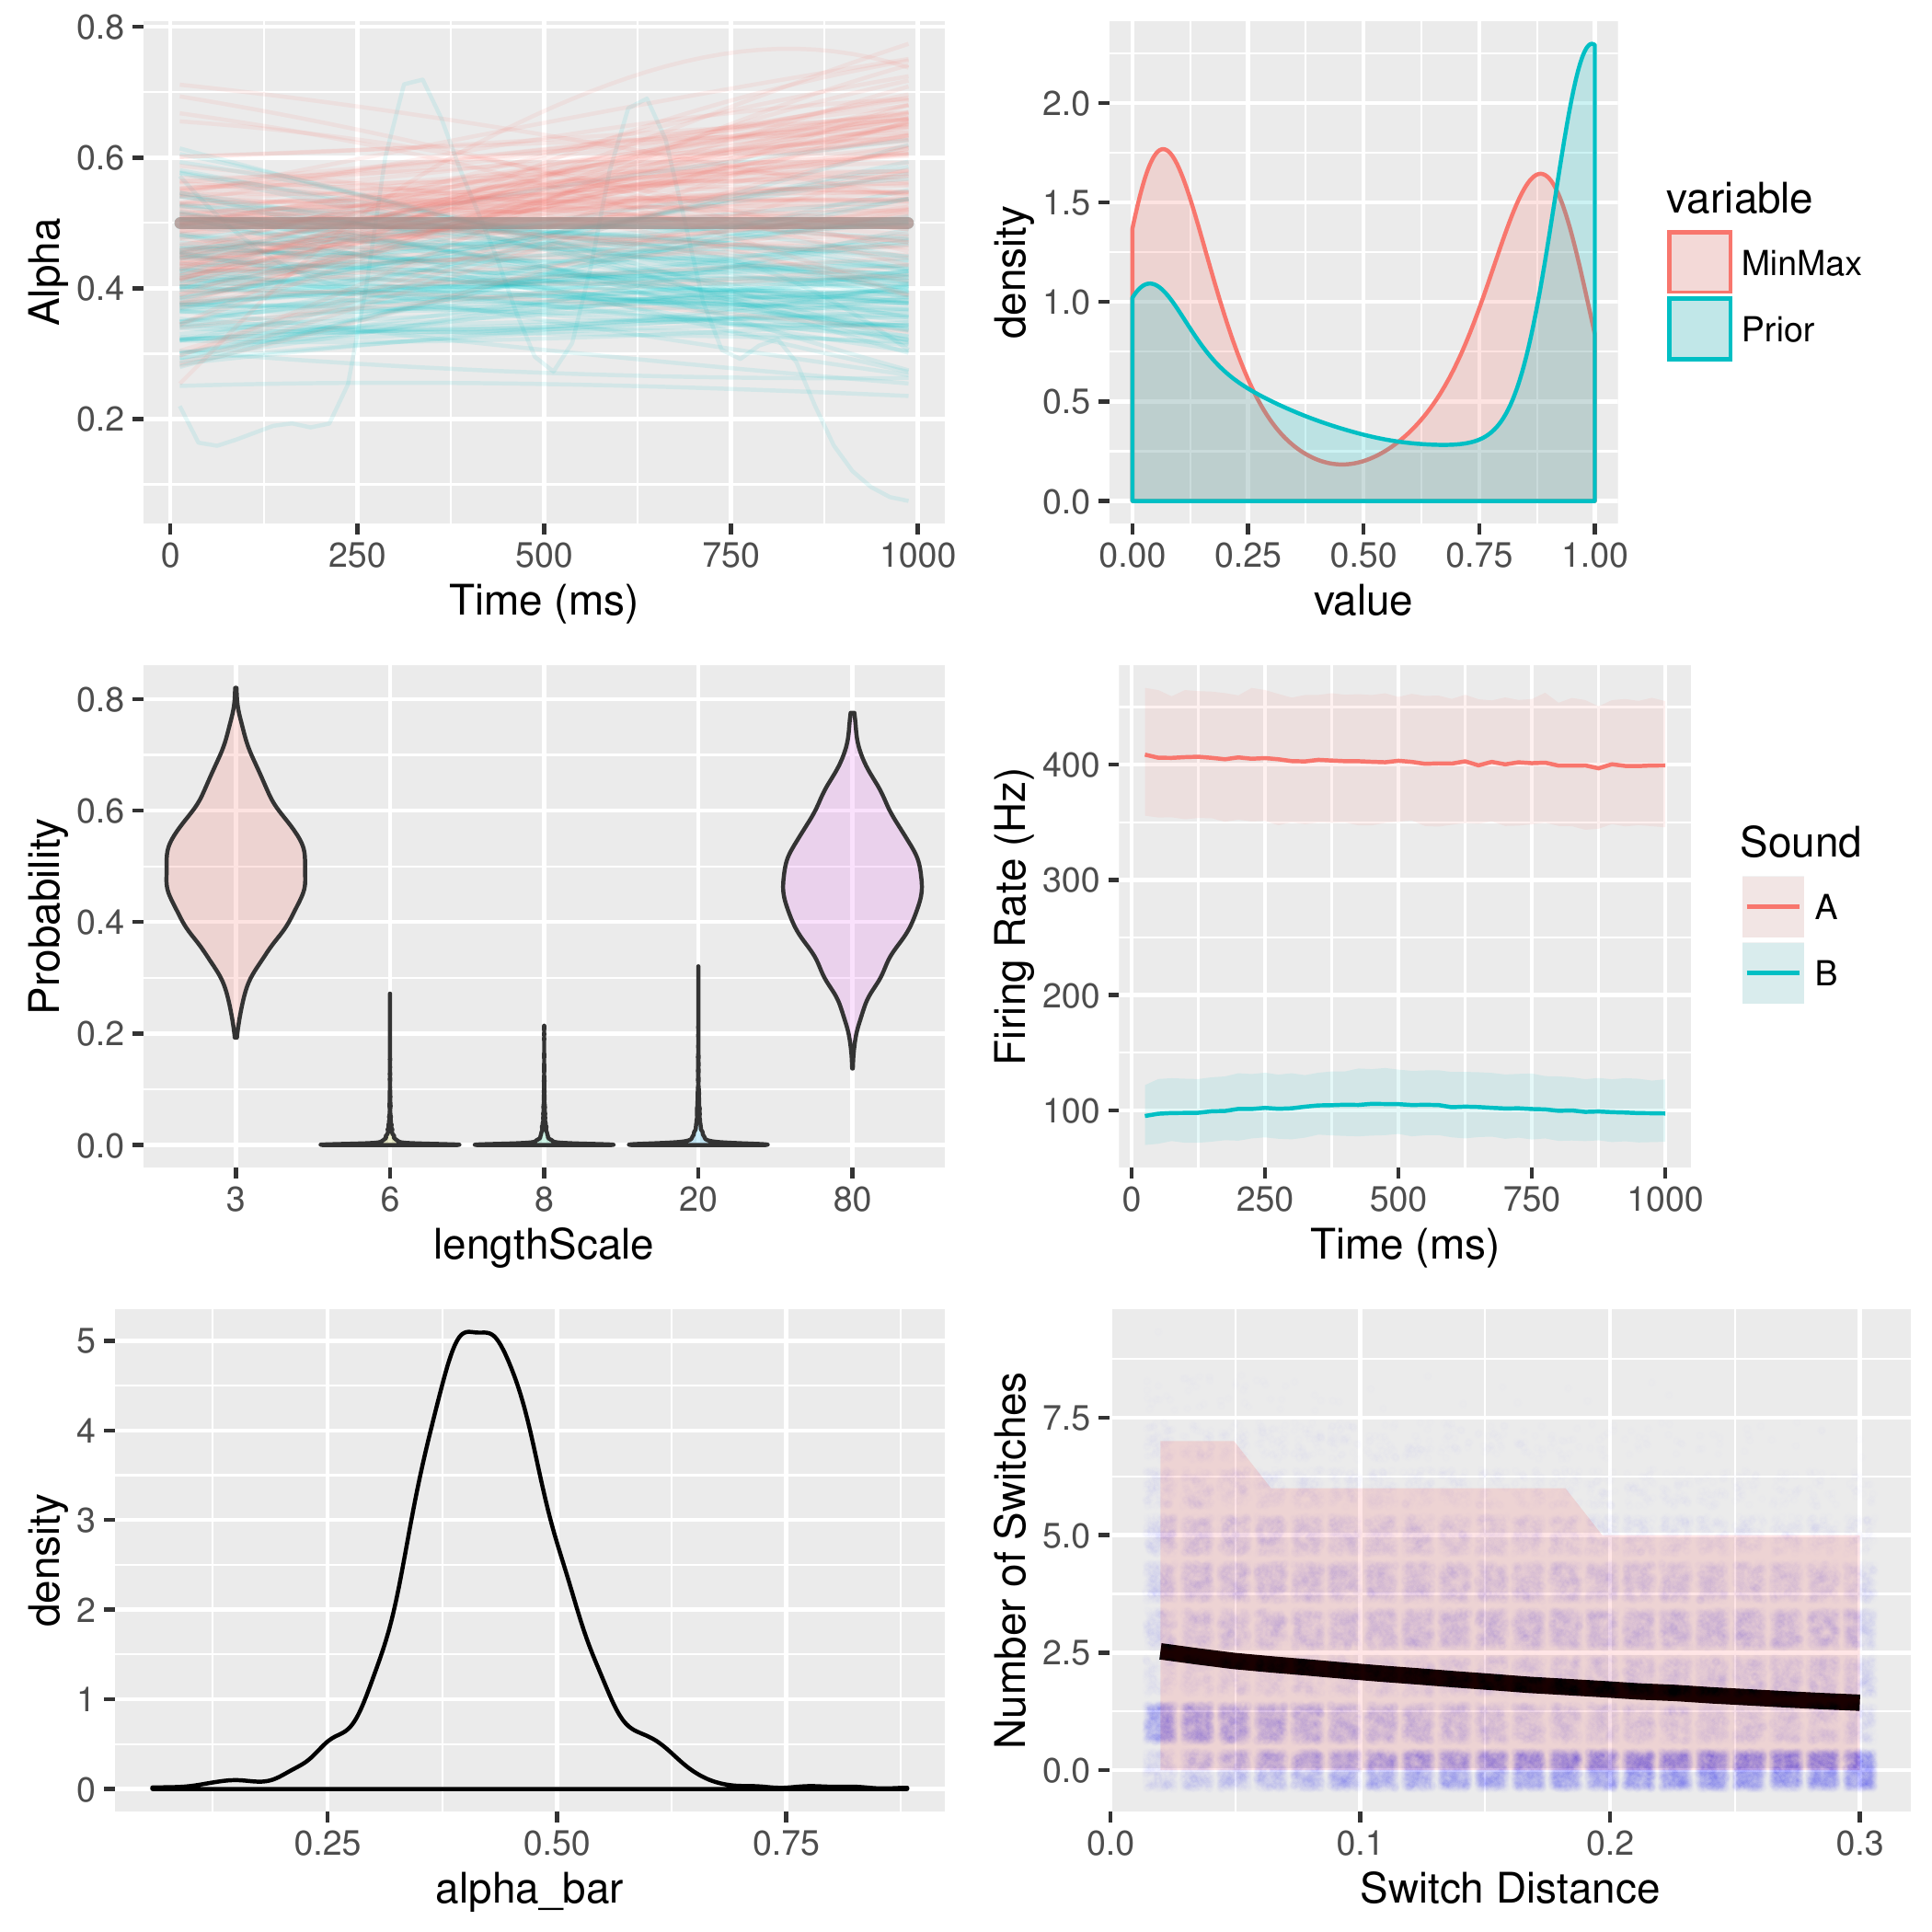 0.8
0.6
0.4
0.2
Alpha
0 250 500 750 1000
Time (ms)
2.0
1.5
1.0
0.5
0.0
density
0.00 0.25 0.50 0.75 1.00
value
variable
MinMax
Prior
0.8
0.6
0.4
0.2
0.0
Probability
3 6 8 20 80
lengthScale
400
300
200
100
Firing Rate (Hz)
0 250 500 750 1000
Time (ms)
Sound
A
B
5
4
3
2
1
0
density
0.25 0.50 0.75
alpha_bar
7.5
5.0
2.5
0.0
Number of Switches
0.0 0.1 0.2 0.3
Switch Distance